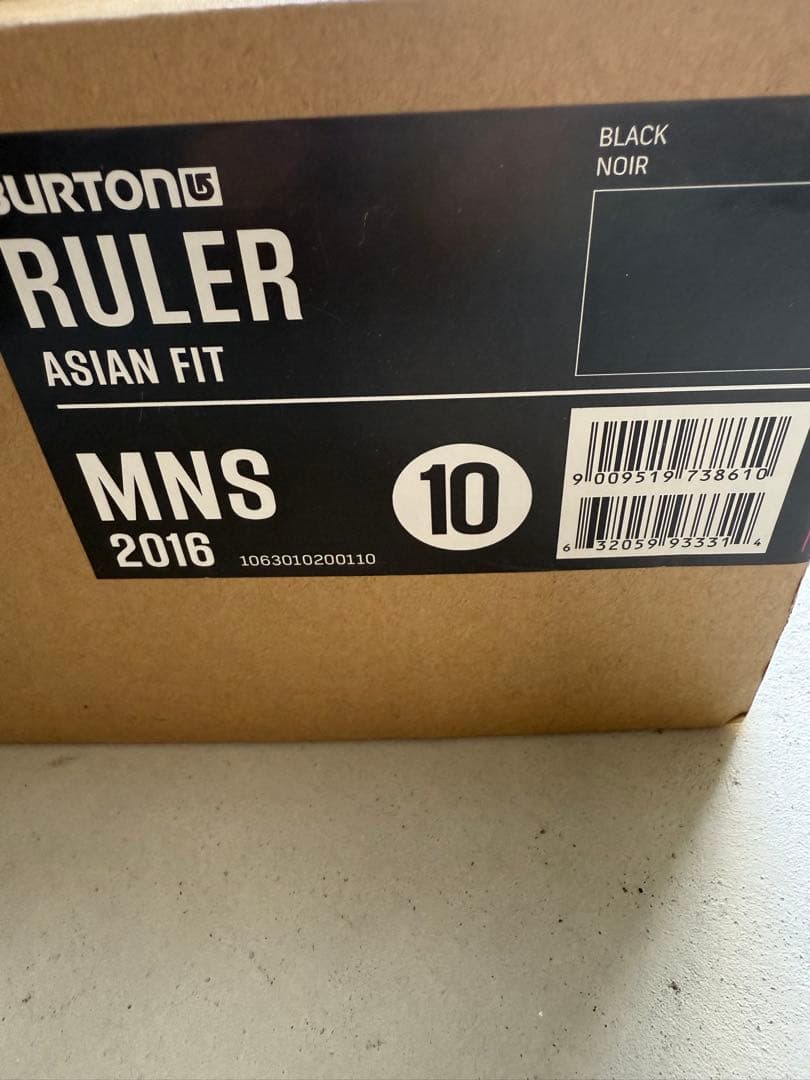 BURTON
RULER
ASIAN FIT
MNS
2016 1063010200110
10
BLACK
NOIR
9 009519 738610
6 32059 93331 4